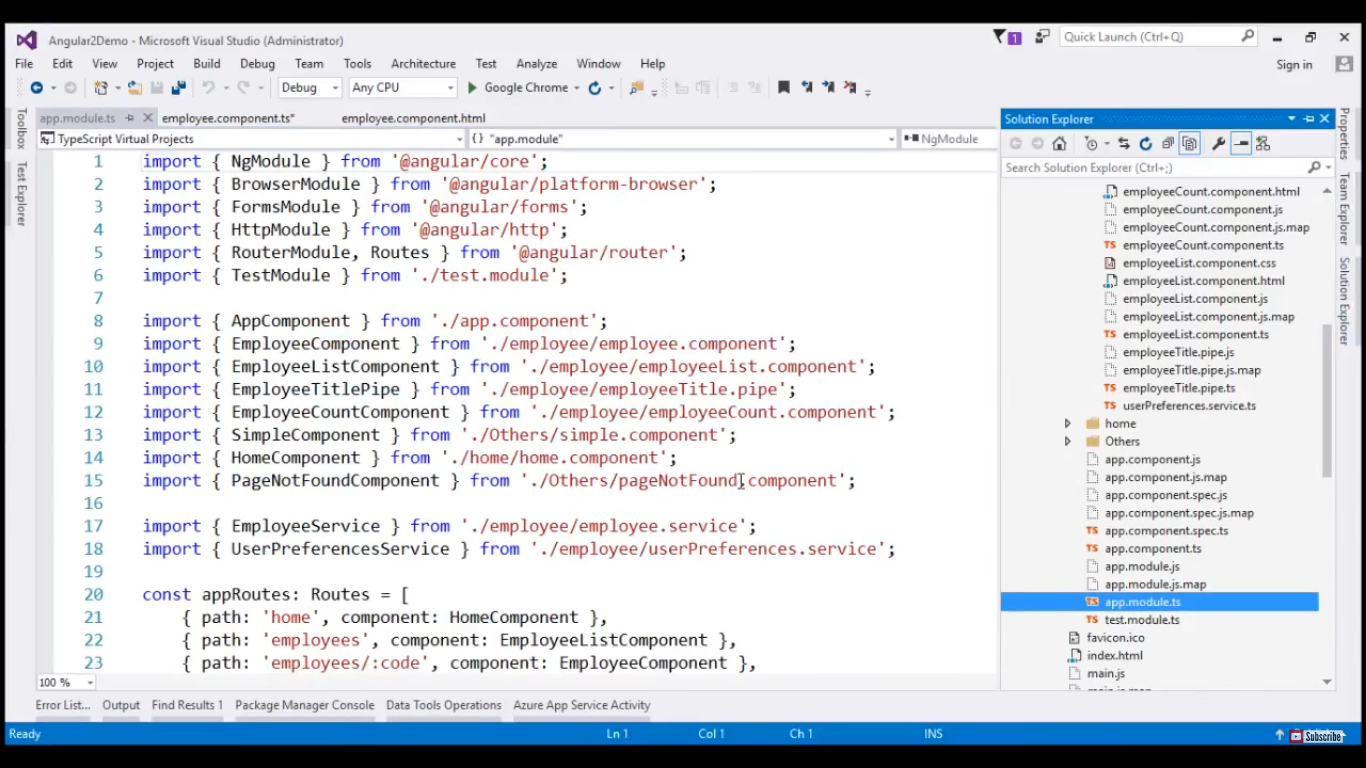 Angular2Demo - Microsoft Visual Studio (Administrator)
1
Quick Launch (Ctrl+Q)
File Edit View Project Build Debug Team Tools Architecture Test Analyze Window Help
Sign in
Debug Any CPU Google Chrome
app.module.ts employee.component.ts* employee.component.html
TypeScript Virtual Projects {} "app.module" NgModule
Toolbox
Test Explorer
1 import { NgModule } from '@angular/core';
2 import { BrowserModule } from '@angular/platform-browser';
3 import { FormsModule } from '@angular/forms';
4 import { HttpModule } from '@angular/http';
5 import { RouterModule, Routes } from '@angular/router';
6 import { TestModule } from './test.module';
7
8 import { AppComponent } from './app.component';
9 import { EmployeeComponent } from './employee/employee.component';
10 import { EmployeeListComponent } from './employee/employeeList.component';
11 import { EmployeeTitlePipe } from './employee/employeeTitle.pipe';
12 import { EmployeeCountComponent } from './employee/employeeCount.component';
13 import { SimpleComponent } from './Others/simple.component';
14 import { HomeComponent } from './home/home.component';
15 import { PageNotFoundComponent } from './Others/pageNotFound.component';
16
17 import { EmployeeService } from './employee/employee.service';
18 import { UserPreferencesService } from './employee/userPreferences.service';
19
20 const appRoutes: Routes = [
21 { path: 'home', component: HomeComponent },
22 { path: 'employees', component: EmployeeListComponent },
23 { path: 'employees/:code', component: EmployeeComponent },
100 %
Solution Explorer
Search Solution Explorer (Ctrl+;)
employeeCount.component.html
employeeCount.component.js
employeeCount.component.js.map
TS employeeCount.component.ts
employeeList.component.css
employeeList.component.html
employeeList.component.js
employeeList.component.js.map
TS employeeList.component.ts
employeeTitle.pipe.js
employeeTitle.pipe.js.map
TS employeeTitle.pipe.ts
TS userPreferences.service.ts
home
Others
app.component.js
app.component.js.map
app.component.spec.js
app.component.spec.js.map
TS app.component.spec.ts
TS app.component.ts
app.module.js
app.module.js.map
TS app.module.ts
TS test.module.ts
favicon.ico
index.html
main.js
Properties
Team Explorer
Solution Explorer
Error List... Output Find Results 1 Package Manager Console Data Tools Operations Azure App Service Activity
Ready Ln 1 Col 1 Ch 1 INS
Subscribe